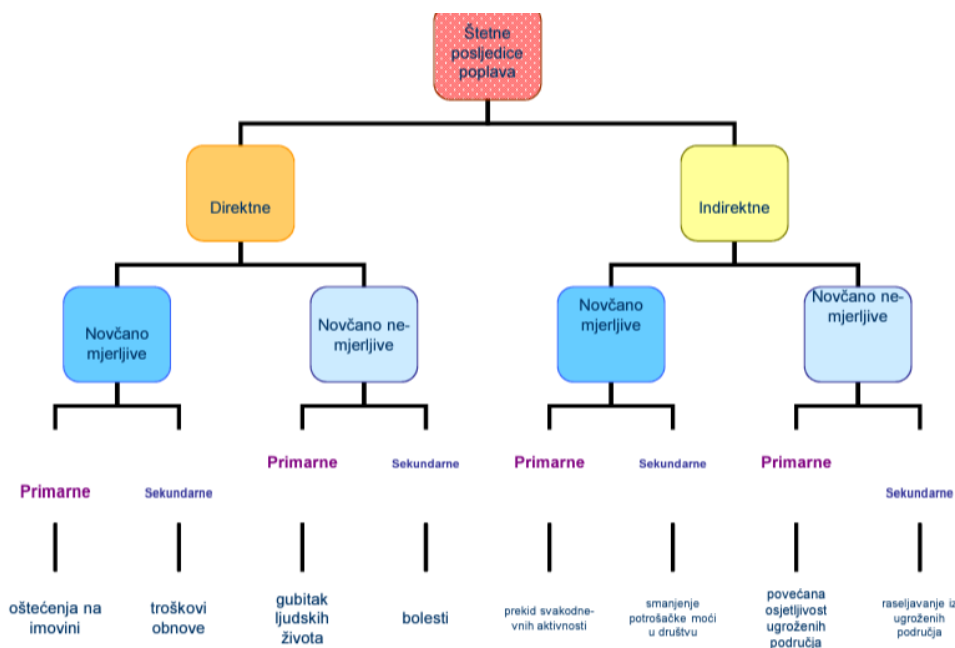 Štetne
posljedice
poplava
Direktne
Indirektne
Novčano
mjerljive
Novčano ne-
mjerljive
Novčano
mjerljive
Novčano ne-
mjerljive
Primarne
Sekundarne
Primarne
Sekundarne
Primarne
Sekundarne
Primarne
Sekundarne
oštećenja na
imovini
troškovi
obnove
gubitak
ljudskih
života
bolesti
prekid svakodne-
vnih aktivnosti
smanjenje
potrošačke moći
u društvu
povećana
osjetljivost
ugroženih
područja
raseljavanje iz
ugroženih
područja